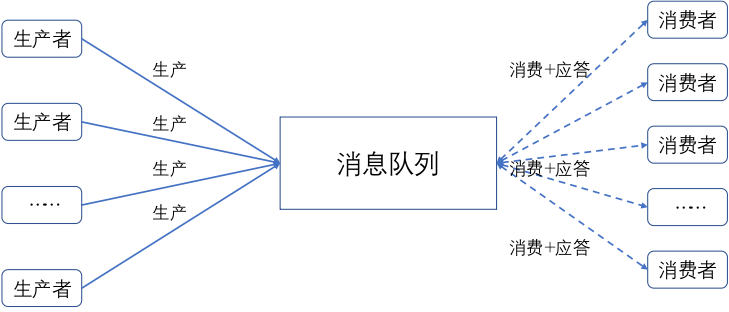 生产者
生产者
……
生产者
生产
生产
生产
生产
消息队列
消费+应答
消费+应答
消费+应答
消费者
消费者
消费者
……
消费者